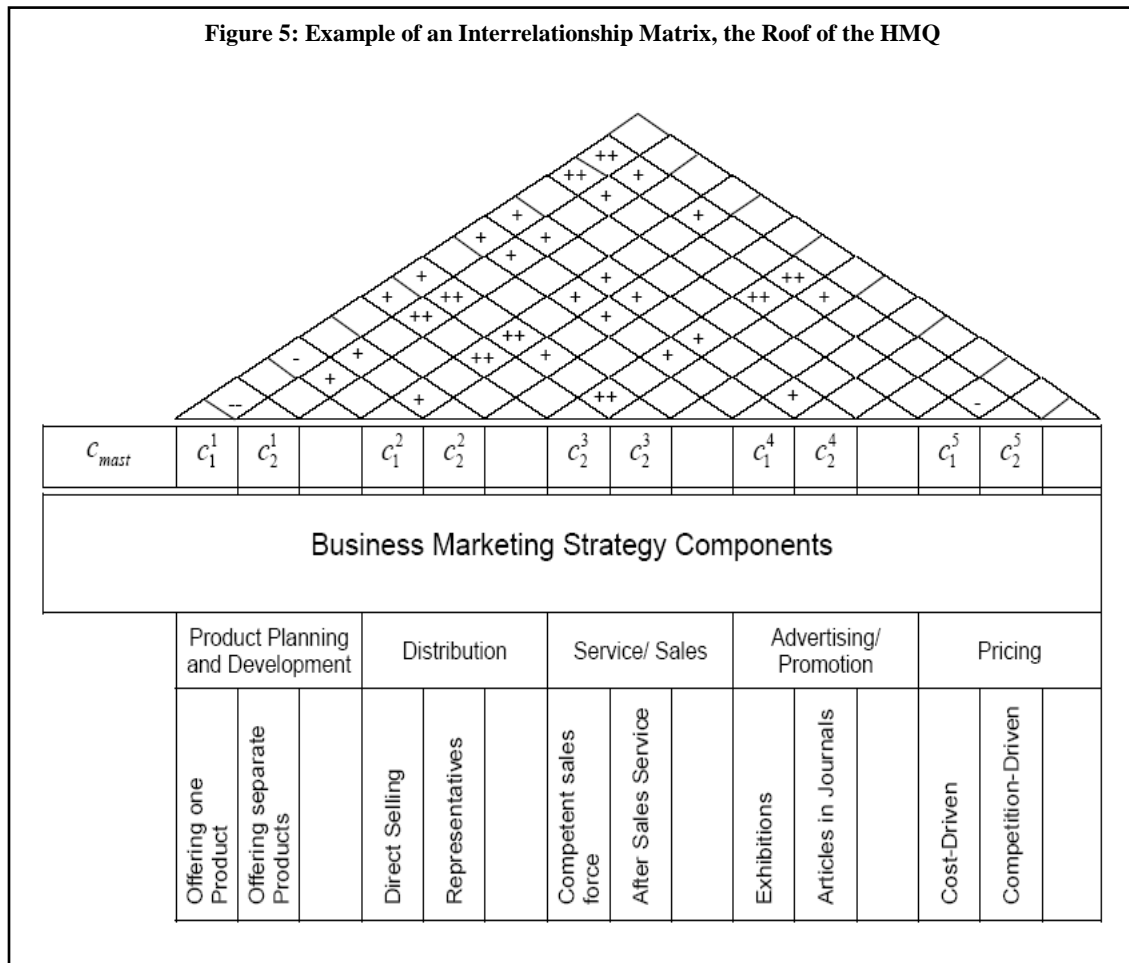 Figure 5: Example of an Interrelationship Matrix, the Roof of the HMQ
++
++ +
+
+ +
+ +
+
+ + ++
+ ++ + + ++ +
++ +
++ +
- + ++ + +
+
-- + ++ + -
C_mast C_1^1 C_2^1 C_1^2 C_2^2 C_2^3 C_2^3 C_1^4 C_2^4 C_1^5 C_2^5
Business Marketing Strategy Components
Product Planning
and Development
Distribution
Service/ Sales
Advertising/
Promotion
Pricing
Offering one
Product
Offering separate
Products
Direct Selling
Representatives
Competent sales
force
After Sales Service
Exhibitions
Articles in Journals
Cost-Driven
Competition-Driven